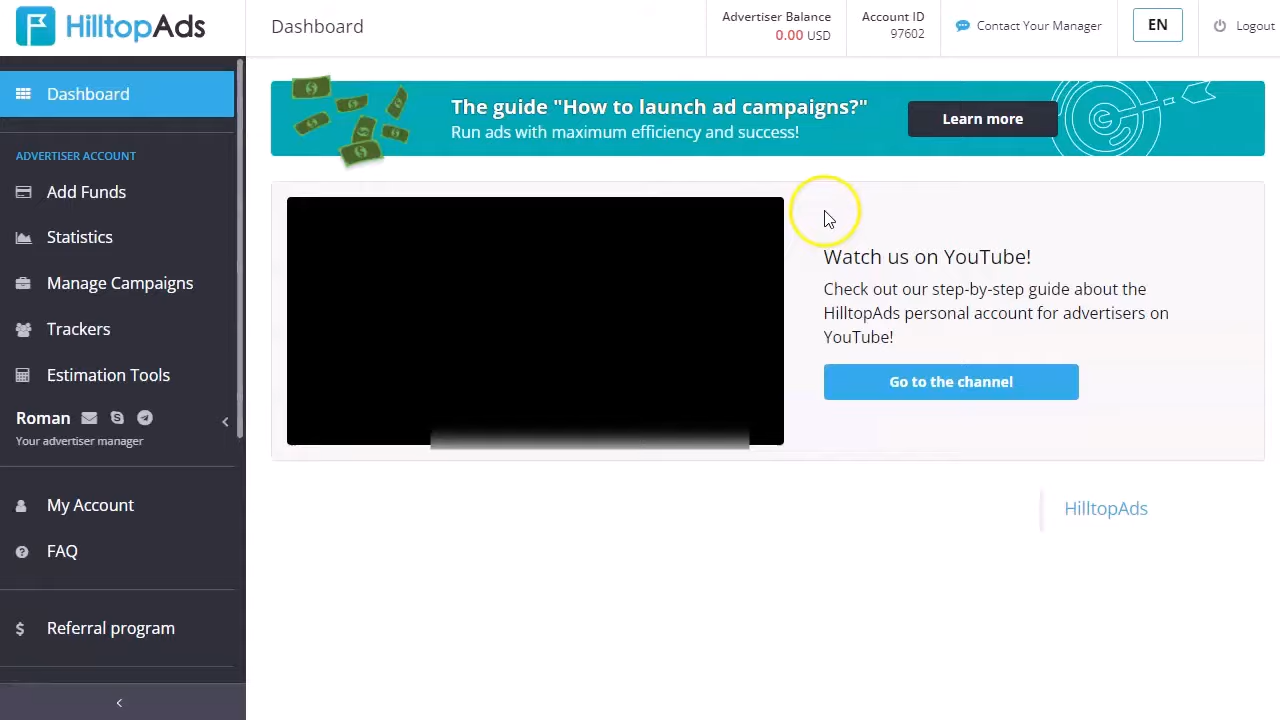 HilltopAds
Dashboard
Advertiser Balance
0.00 USD
Account ID
97602
Contact Your Manager
EN
Logout
Dashboard
ADVERTISER ACCOUNT
Add Funds
Statistics
Manage Campaigns
Trackers
Estimation Tools
Roman
Your advertiser manager
My Account
FAQ
Referral program
The guide "How to launch ad campaigns?"
Run ads with maximum efficiency and success!
Learn more
Watch us on YouTube!
Check out our step-by-step guide about the
HilltopAds personal account for advertisers on
YouTube!
Go to the channel
HilltopAds